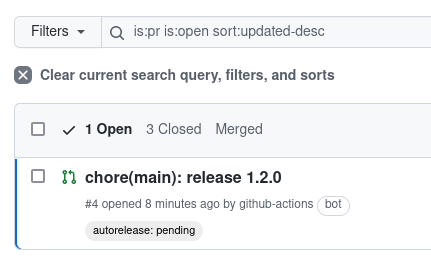 Filters is:pr is:open sort:updated-desc
Clear current search query, filters, and sorts
1 Open 3 Closed Merged
chore(main): release 1.2.0
#4 opened 8 minutes ago by github-actions bot
autorelease: pending